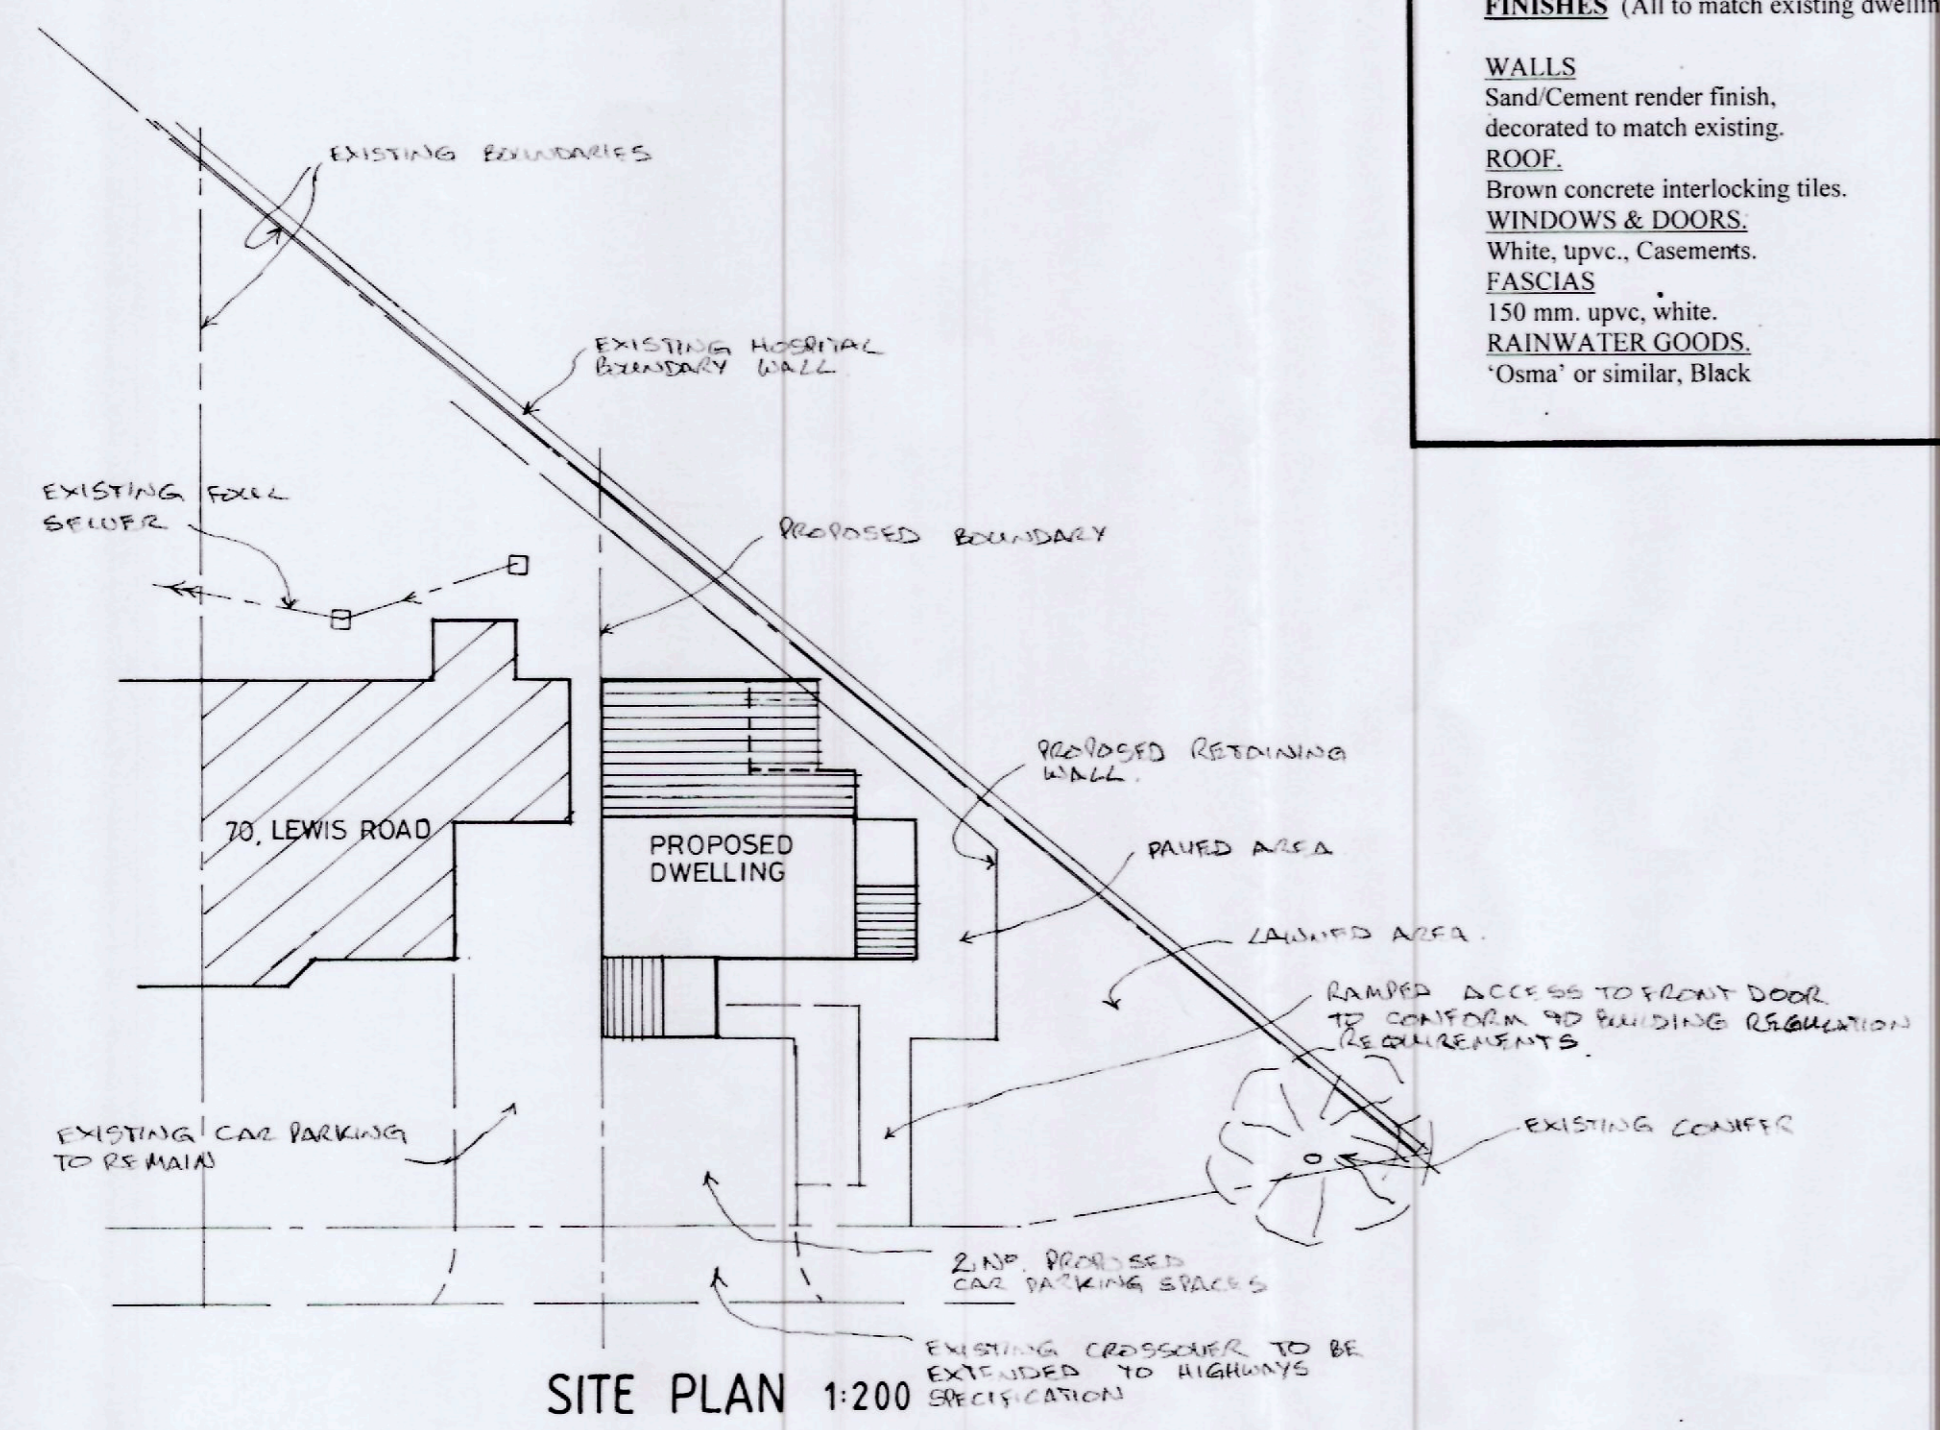 FINISHES (All to match existing dwellin
WALLS
Sand/Cement render finish,
decorated to match existing.
ROOF.
Brown concrete interlocking tiles.
WINDOWS & DOORS.
White, upvc., Casements.
FASCIAS
150 mm. upvc, white.
RAINWATER GOODS.
‘Osma’ or similar, Black
EXISTING BOUNDARIES
EXISTING HOSPITAL
BOUNDARY WALL
EXISTING FOUL
SEWER
PROPOSED BOUNDARY
PROPOSED RETAINING
WALL.
70, LEWIS ROAD
PROPOSED
DWELLING
PAVED AREA
LAWNED AREA.
RAMPED ACCESS TO FRONT DOOR
TO CONFORM TO BUILDING REGULATION
REQUIREMENTS.
EXISTING CAR PARKING
TO REMAIN
EXISTING CONIFER
2.Nº. PROPOSED
CAR PARKING SPACES
EXISTING CROSSOVER TO BE
EXTENDED TO HIGHWAYS
SPECIFICATION
SITE PLAN 1:200